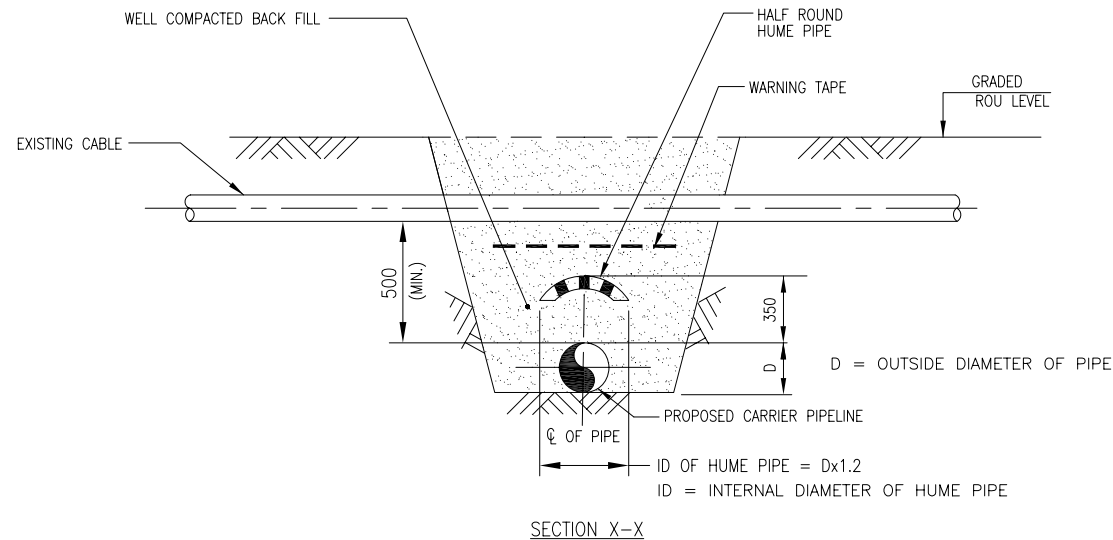 WELL COMPACTED BACK FILL
HALF ROUND
HUME PIPE
WARNING TAPE
GRADED
ROU LEVEL
EXISTING CABLE
500
(MIN.)
350
D
D = OUTSIDE DIAMETER OF PIPE
PROPOSED CARRIER PIPELINE
℄ OF PIPE
ID OF HUME PIPE = Dx1.2
ID = INTERNAL DIAMETER OF HUME PIPE
SECTION X-X